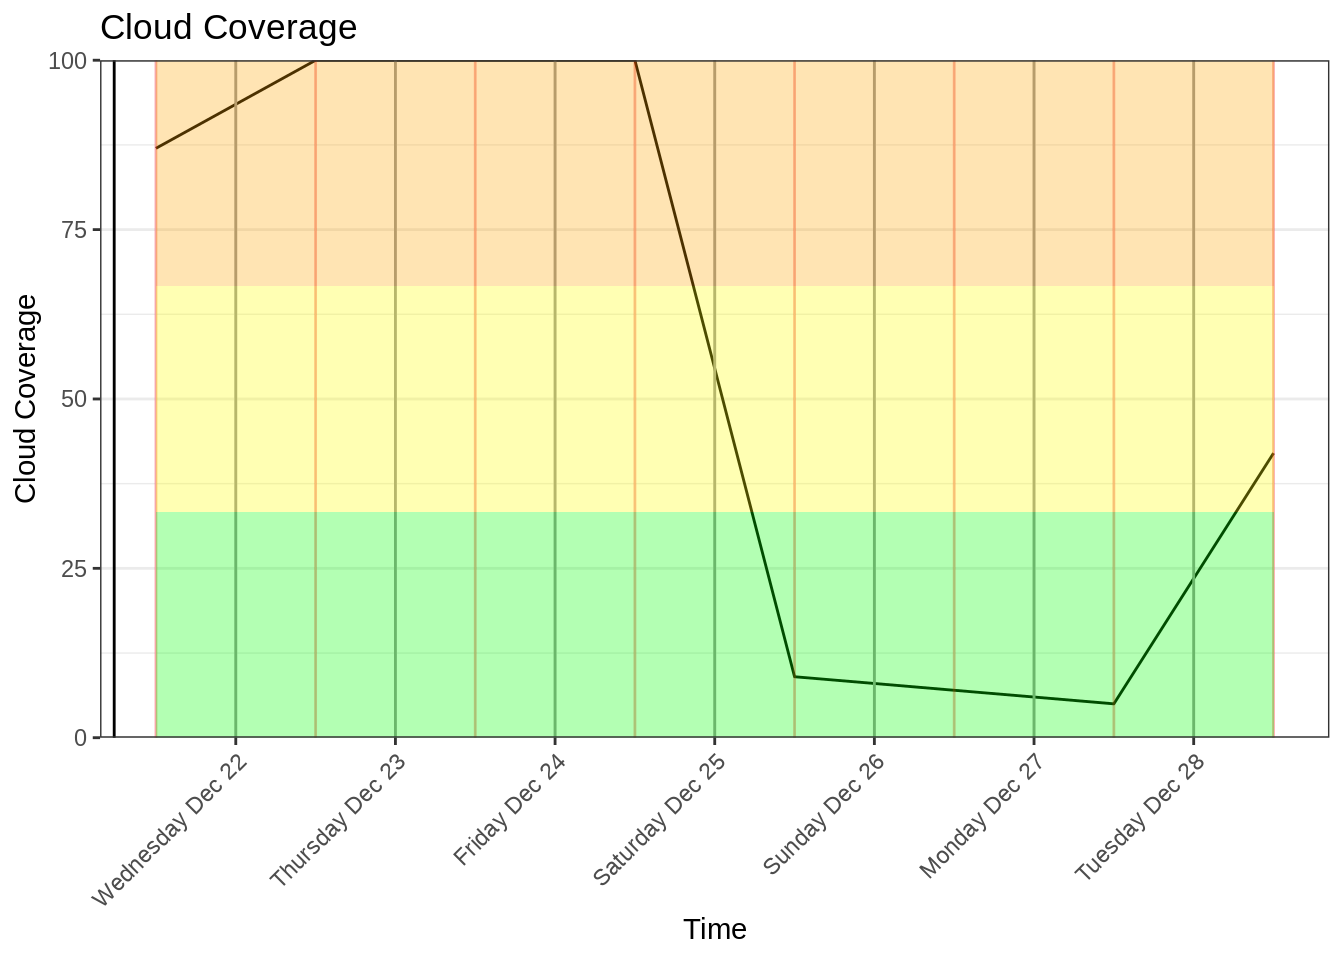 Cloud Coverage
100
75
50
25
0
Cloud Coverage
Wednesday Dec 22
Thursday Dec 23
Friday Dec 24
Saturday Dec 25
Sunday Dec 26
Monday Dec 27
Tuesday Dec 28
Time